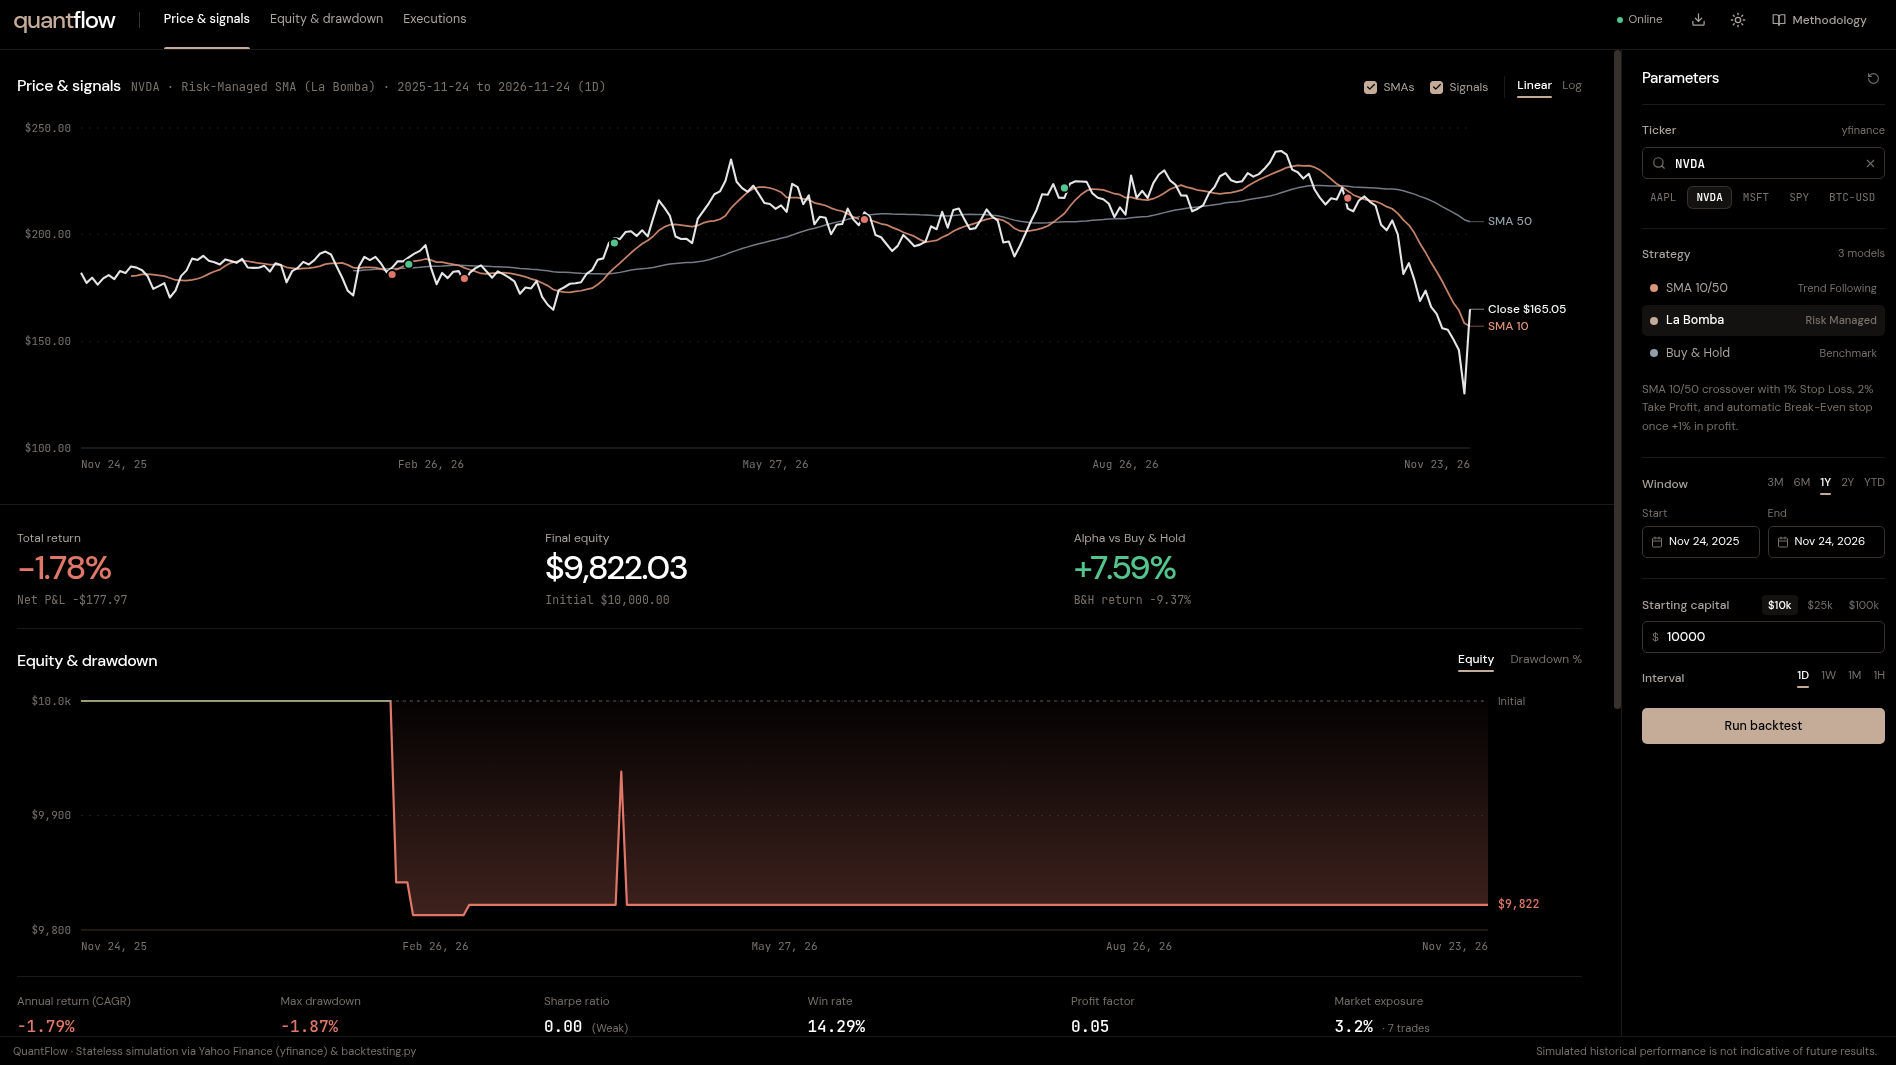 quantflow
Price & signals
Equity & drawdown
Executions
Online
Methodology
Price & signals NVDA · Risk-Managed SMA (La Bomba) · 2025-11-24 to 2026-11-24 (1D)
SMAs
Signals
Linear
Log
$250.00
$200.00
$150.00
$100.00
SMA 50
Close $165.05
SMA 10
Nov 24, 25
Feb 26, 26
May 27, 26
Aug 26, 26
Nov 23, 26
Total return
-1.78%
Net P&L -$177.97
Final equity
$9,822.03
Initial $10,000.00
Alpha vs Buy & Hold
+7.59%
B&H return -9.37%
Equity & drawdown
Equity
Drawdown %
$10.0k
$9,900
$9,800
Initial
$9,822
Nov 24, 25
Feb 26, 26
May 27, 26
Aug 26, 26
Nov 23, 26
Annual return (CAGR)
-1.79%
Max drawdown
-1.87%
Sharpe ratio
0.00 (Weak)
Win rate
14.29%
Profit factor
0.05
Market exposure
3.2% · 7 trades
Parameters
Ticker
yfinance
NVDA
AAPL
NVDA
MSFT
SPY
BTC-USD
Strategy
3 models
SMA 10/50
Trend Following
La Bomba
Risk Managed
Buy & Hold
Benchmark
SMA 10/50 crossover with 1% Stop Loss, 2%
Take Profit, and automatic Break-Even stop
once +1% in profit.
Window
3M
6M
1Y
2Y
YTD
Start
End
Nov 24, 2025
Nov 24, 2026
Starting capital
$10k
$25k
$100k
$ 10000
Interval
1D
1W
1M
1H
Run backtest
QuantFlow · Stateless simulation via Yahoo Finance (yfinance) & backtesting.py
Simulated historical performance is not indicative of future results.